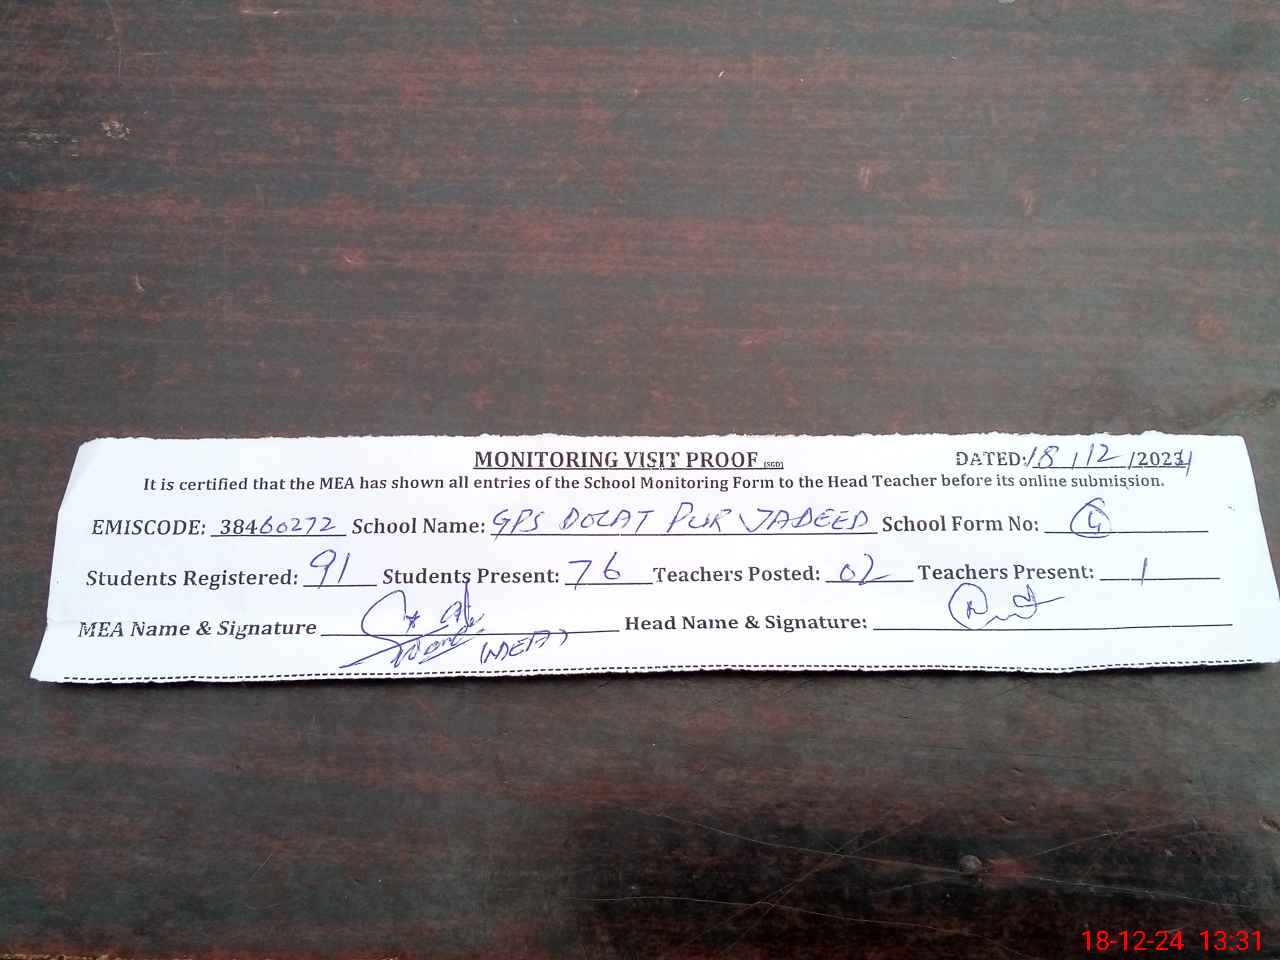 MONITORING VISIT PROOF (SGD) DATED: 18 / 12 / 2024
It is certified that the MEA has shown all entries of the School Monitoring Form to the Head Teacher before its online submission.
EMISCODE: 38460272 School Name: GPS DOLAT PUR JADEED School Form No:
Students Registered: 91 Students Present: 76 Teachers Posted: 02 Teachers Present: 1
MEA Name & Signature Head Name & Signature:
(MEA)
18-12-24 13:31